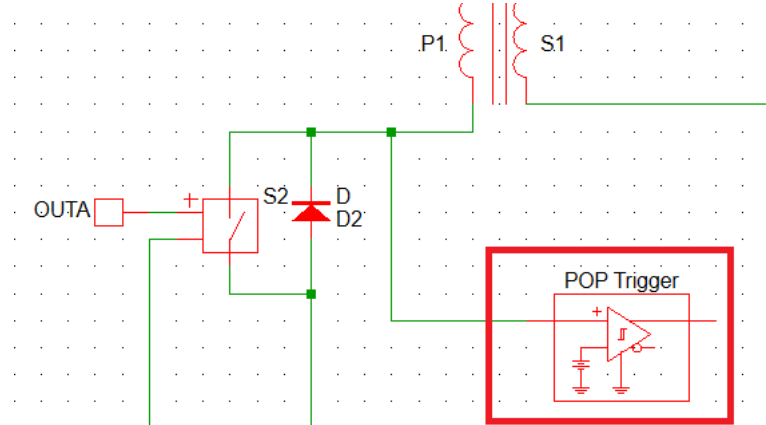 P1
S1
OUTA
S2
D
D2
POP Trigger